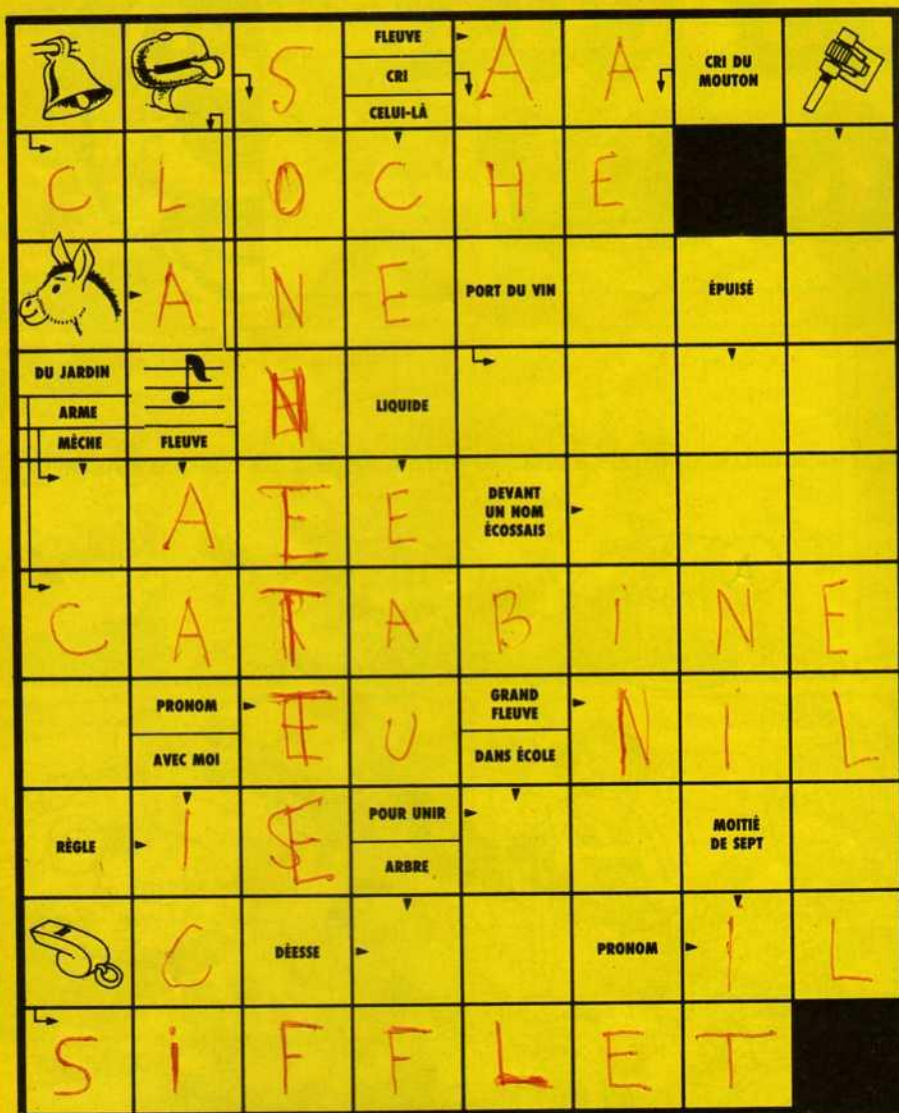 S FLEUVE A A CRI DU MOUTON
CRI
CELUI-LÀ
C L O C H E
A N E PORT DU VIN ÉPUISÉ
DU JARDIN LIQUIDE
ARME
MÈCHE FLEUVE
A E E DEVANT UN NOM ÉCOSSAIS
C A A B i N E
PRONOM E U GRAND FLEUVE N I L
AVEC MOI DANS ÉCOLE
RÈGLE I POUR UNIR MOITIÉ DE SEPT
ARBRE
C DÉESSE PRONOM I L
S i F F L E T